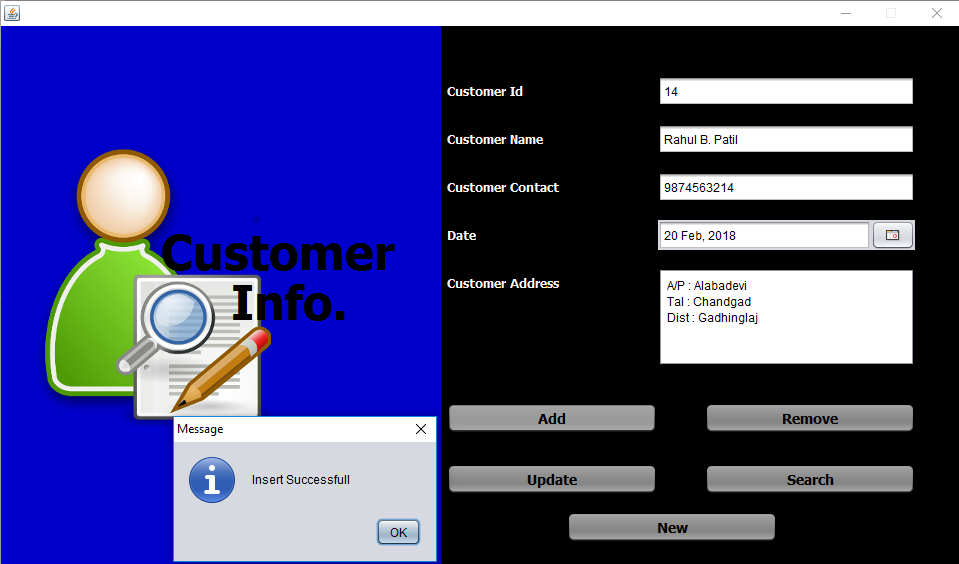 Customer
Info.
Message
Insert Successfull
OK
Customer Id
14
Customer Name
Rahul B. Patil
Customer Contact
9874563214
Date
20 Feb, 2018
Customer Address
A/P : Alabadevi
Tal : Chandgad
Dist : Gadhinglaj
Add
Remove
Update
Search
New